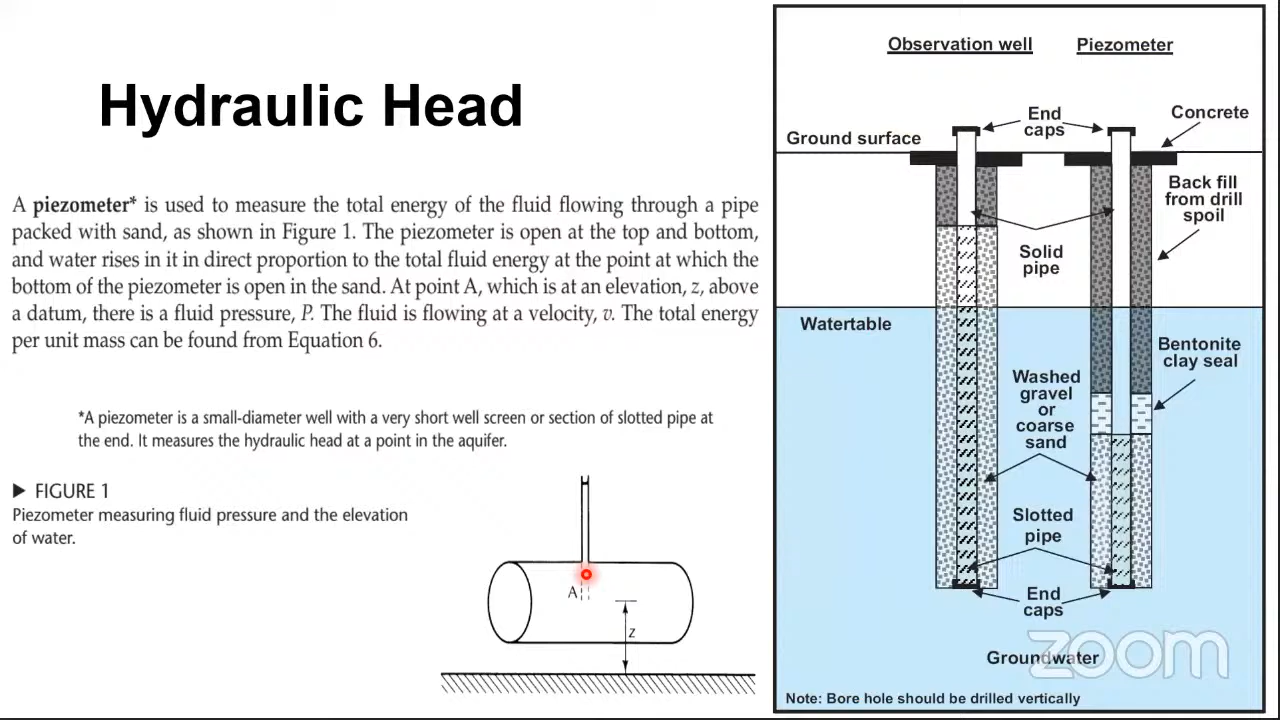 Hydraulic Head
A piezometer* is used to measure the total energy of the fluid flowing through a pipe
packed with sand, as shown in Figure 1. The piezometer is open at the top and bottom,
and water rises in it in direct proportion to the total fluid energy at the point at which the
bottom of the piezometer is open in the sand. At point A, which is at an elevation, z, above
a datum, there is a fluid pressure, P. The fluid is flowing at a velocity, v. The total energy
per unit mass can be found from Equation 6.
*A piezometer is a small-diameter well with a very short well screen or section of slotted pipe at
the end. It measures the hydraulic head at a point in the aquifer.
▶ FIGURE 1
Piezometer measuring fluid pressure and the elevation
of water.
A
z
Observation well
Piezometer
End
caps
Concrete
Ground surface
Back fill
from drill
spoil
Solid
pipe
Watertable
Bentonite
clay seal
Washed
gravel
or
coarse
sand
Slotted
pipe
End
caps
Groundwater
zoom
Note: Bore hole should be drilled vertically